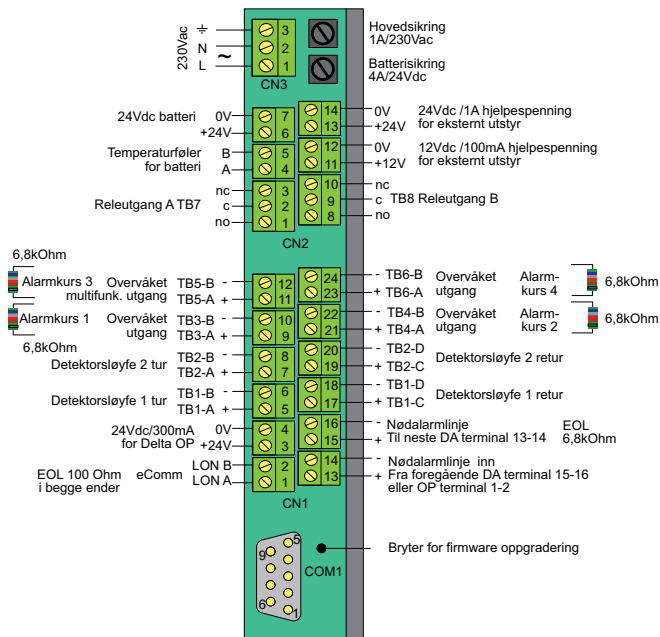 230Vac
N
L
~
3
2
1
CN3
Hovedsikring
1A/230Vac
Batterisikring
4A/24Vdc
24Vdc batteri 0V 7
+24V 6
Temperaturføler
for batteri
B 5
A 4
nc 3
Releutgang A TB7 c 2
no 1
14 0V 24Vdc /1A hjelpespenning
13 +24V for eksternt utstyr
12 0V 12Vdc /100mA hjelpespenning
11 +12V for eksternt utstyr
10 nc
9 c TB8 Releutgang B
8 no
CN2
6,8kOhm
Alarmkurs 3 Overvåket TB5-B - 12
multifunk. utgang TB5-A + 11
Alarmkurs 1 Overvåket TB3-B - 10
utgang TB3-A + 9
6,8kOhm
Detektorsløyfe 2 tur TB2-B - 8
TB2-A + 7
Detektorsløyfe 1 tur TB1-B - 6
TB1-A + 5
24Vdc/300mA 0V 4
for Delta OP +24V 3
EOL 100 Ohm eComm LON B 2
i begge ender LON A 1
24 - TB6-B Overvåket Alarm-
23 + TB6-A utgang kurs 4
6,8kOhm
22 - TB4-B Overvåket Alarm-
21 + TB4-A utgang kurs 2
6,8kOhm
20 - TB2-D
19 + TB2-C
Detektorsløyfe 2 retur
18 - TB1-D
17 + TB1-C
Detektorsløyfe 1 retur
16 - Nødalarmlinje EOL
15 + Til neste DA terminal 13-14 6,8kOhm
14 - Nødalarmlinje inn
13 + Fra foregående DA terminal 15-16
eller OP terminal 1-2
CN1
5
9
6
1
COM1
Bryter for firmware oppgradering